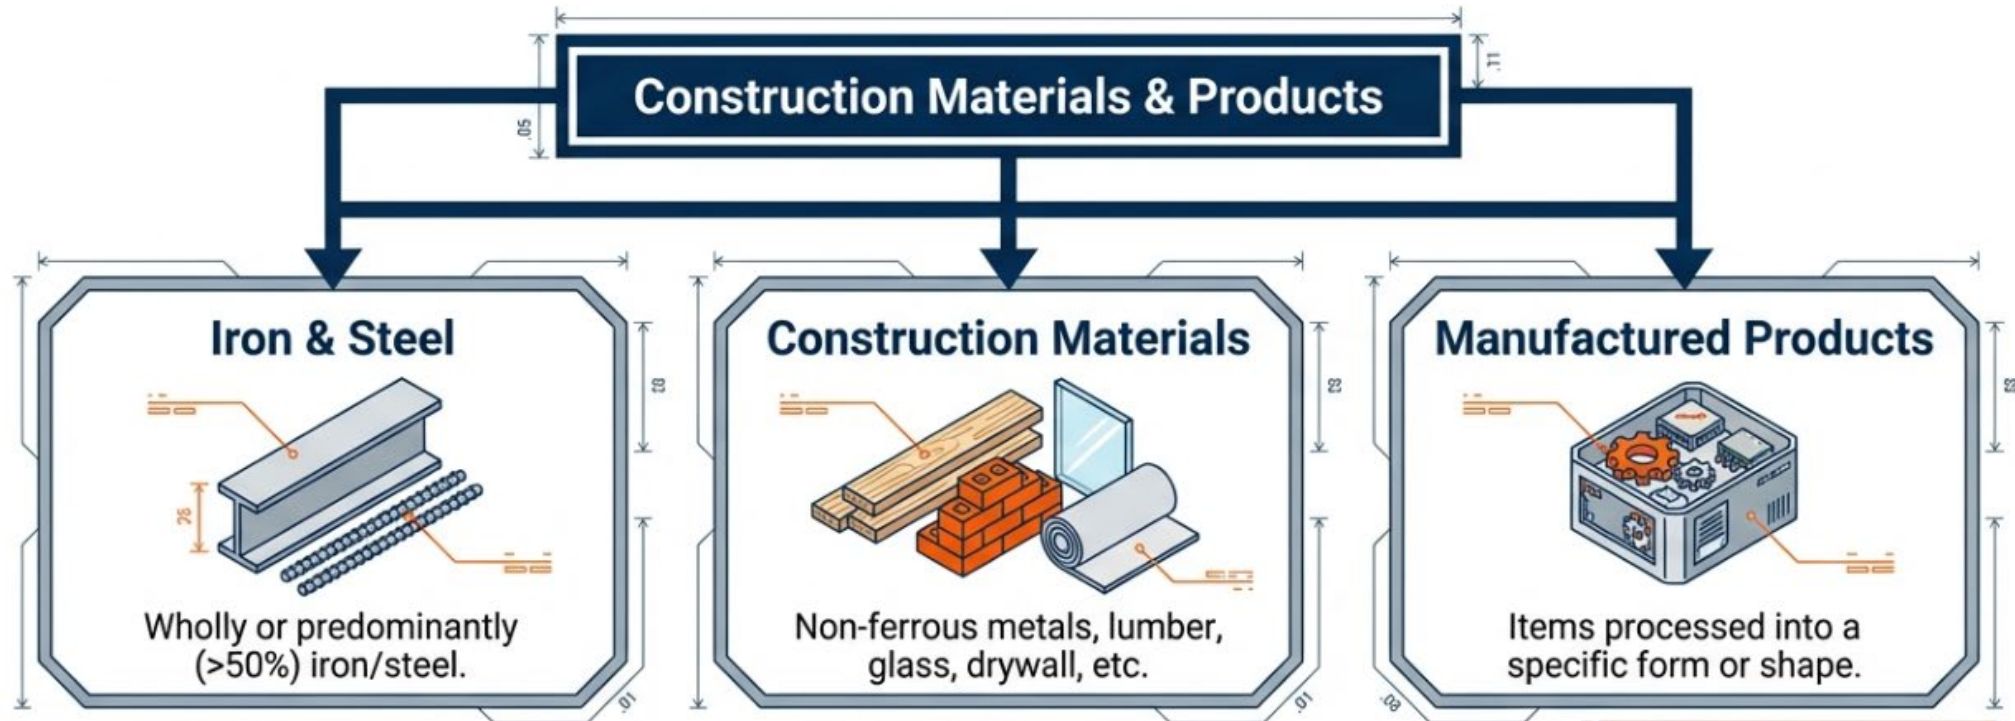 Construction Materials & Products
Iron & Steel
Wholly or predominantly
(>50%) iron/steel.
Construction Materials
Non-ferrous metals, lumber,
glass, drywall, etc.
Manufactured Products
Items processed into a
specific form or shape.